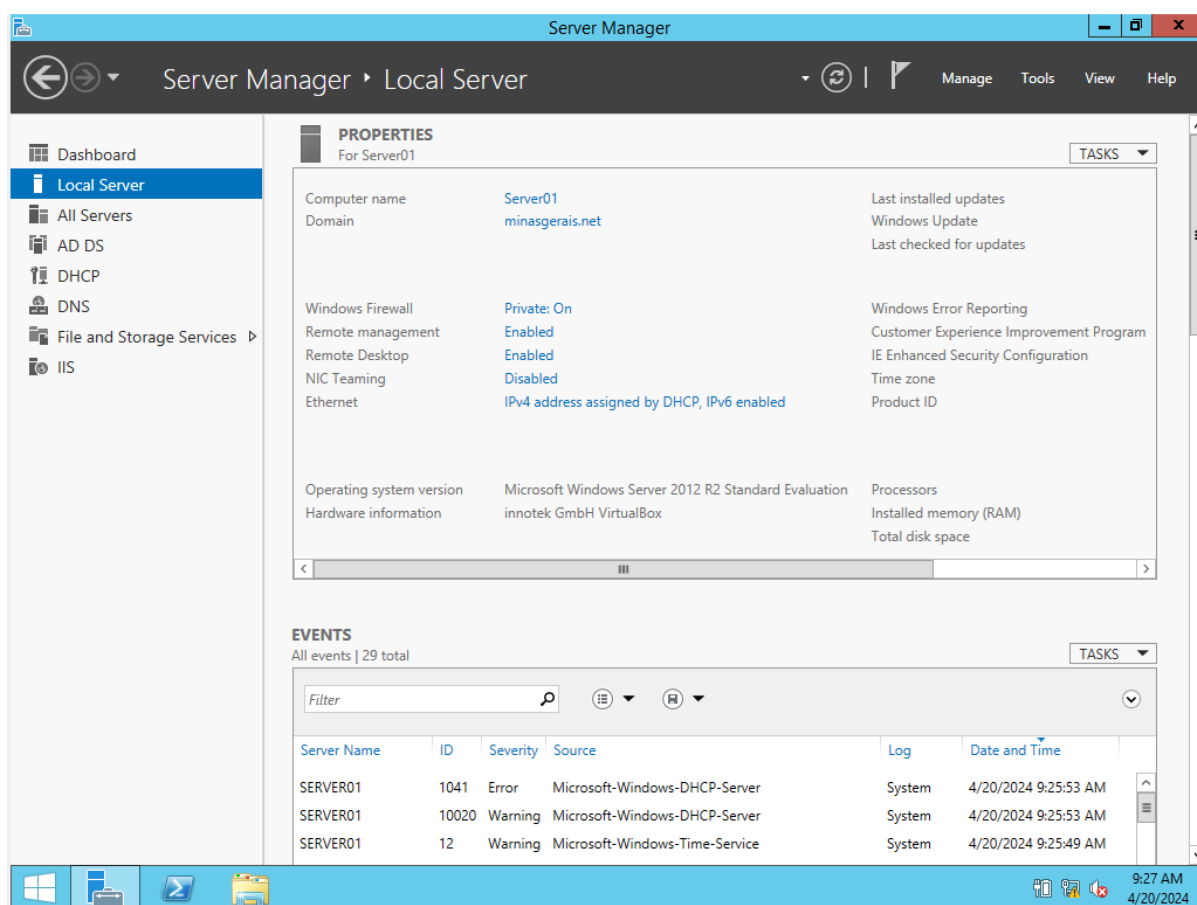 Server Manager
Server Manager ‣ Local Server
Manage Tools View Help
Dashboard
Local Server
All Servers
AD DS
DHCP
DNS
File and Storage Services
IIS
PROPERTIES
For Server01
TASKS
Computer name Server01 Last installed updates
Domain minasgerais.net Windows Update
Last checked for updates
Windows Firewall Private: On Windows Error Reporting
Remote management Enabled Customer Experience Improvement Program
Remote Desktop Enabled IE Enhanced Security Configuration
NIC Teaming Disabled Time zone
Ethernet IPv4 address assigned by DHCP, IPv6 enabled Product ID
Operating system version Microsoft Windows Server 2012 R2 Standard Evaluation Processors
Hardware information innotek GmbH VirtualBox Installed memory (RAM)
Total disk space
EVENTS
All events | 29 total
TASKS
Filter
Server Name ID Severity Source Log Date and Time
SERVER01 1041 Error Microsoft-Windows-DHCP-Server System 4/20/2024 9:25:53 AM
SERVER01 10020 Warning Microsoft-Windows-DHCP-Server System 4/20/2024 9:25:53 AM
SERVER01 12 Warning Microsoft-Windows-Time-Service System 4/20/2024 9:25:49 AM
9:27 AM
4/20/2024